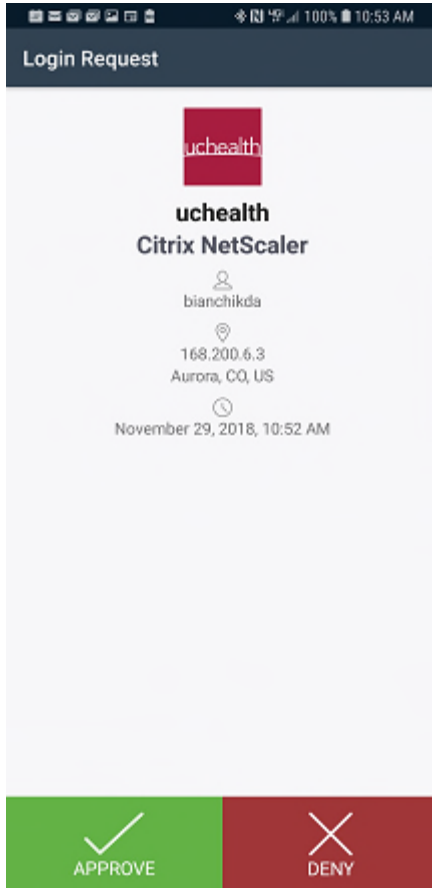 100% 10:53 AM
Login Request
uchealth
uchealth
Citrix NetScaler
bianchikda
168.200.6.3
Aurora, CO, US
November 29, 2018, 10:52 AM
APPROVE
DENY